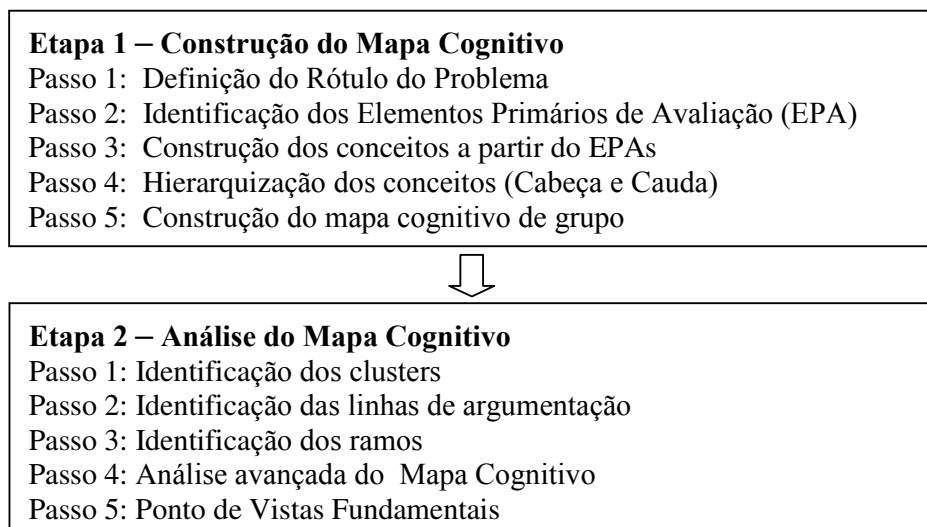 Etapa 1 – Construção do Mapa Cognitivo
Passo 1: Definição do Rótulo do Problema
Passo 2: Identificação dos Elementos Primários de Avaliação (EPA)
Passo 3: Construção dos conceitos a partir do EPAs
Passo 4: Hierarquização dos conceitos (Cabeça e Cauda)
Passo 5: Construção do mapa cognitivo de grupo
Etapa 2 – Análise do Mapa Cognitivo
Passo 1: Identificação dos clusters
Passo 2: Identificação das linhas de argumentação
Passo 3: Identificação dos ramos
Passo 4: Análise avançada do Mapa Cognitivo
Passo 5: Ponto de Vistas Fundamentais